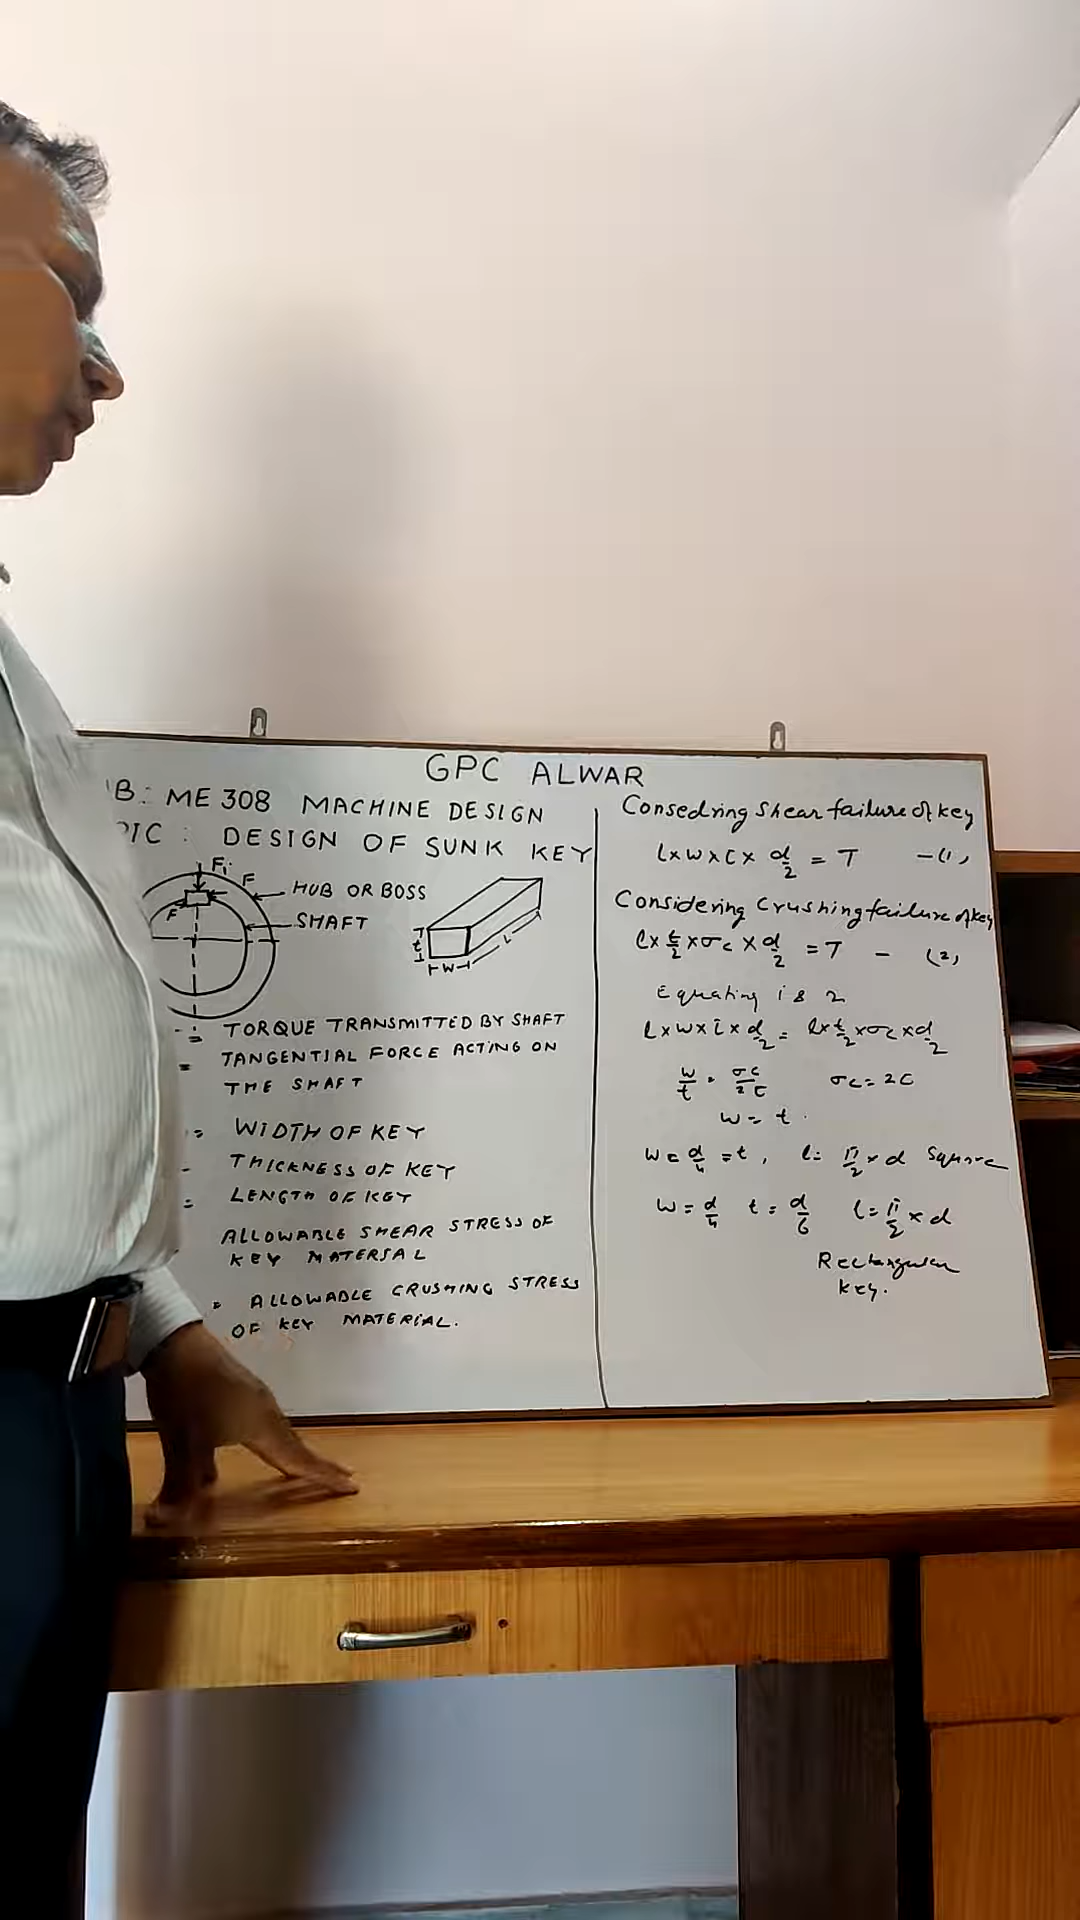 GPC ALWAR
B: ME 308 MACHINE DESIGN
PIC : DESIGN OF SUNK KEY
Fi
F
HUB OR BOSS
F
SHAFT
t
W
L
= TORQUE TRANSMITTED BY SHAFT
= TANGENTIAL FORCE ACTING ON
THE SHAFT
= WIDTH OF KEY
- THICKNESS OF KEY
= LENGTH OF KEY
ALLOWABLE SHEAR STRESS OF
KEY MATERSAL
= ALLOWABLE CRUSHING STRESS
OF KEY MATERIAL.
Consedring Shear failure of key
l×W×τ× d/2 = T —(1)
Considering Crushing failure of key
l× t/2 ×σc × d/2 = T — (2)
Equating 1 & 2
l×w×τ×d/2 = l×t/2×σc×d/2
w/t = σc/2τ σc = 2τ
w = t .
w = d/4 = t, l = π/2 × d Square
w = d/4 t = d/6 l = π/2 × d
Rectangular
key.